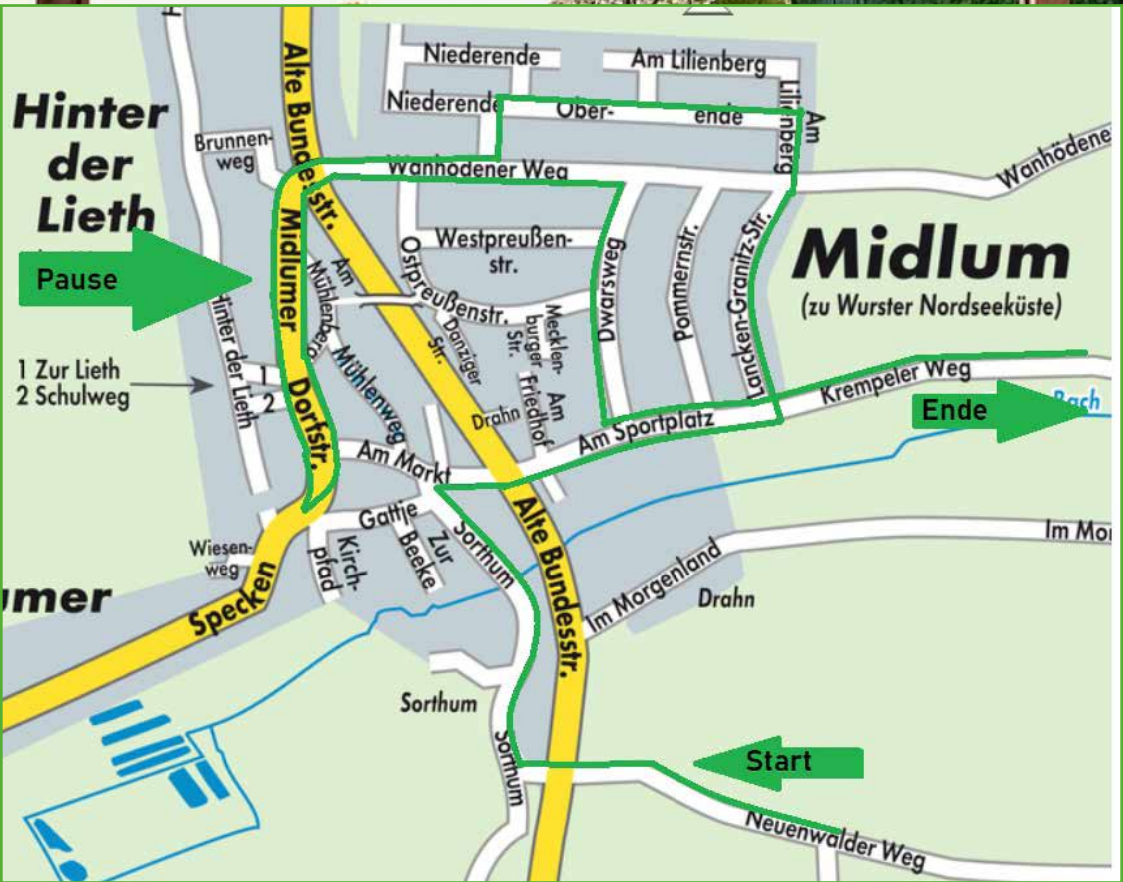 Niederende
Am Lilienberg
Alte Bundesstr.
Niederende
Ober-
ende
Am
Lilienberg
Hinter
der
Lieth
Brunnen-
weg
Wanhödener Weg
Wanhödene
Midlum
(zu Wurster Nordseeküste)
Westpreußen-
str.
Ostpreußenstr.
Dwarsweg
Pommernstr.
Lancken-Granitz-Str.
Pause
Midlumer
Dorfstr.
Am
Mühlenberg
Hinter der Lieth
Mecklen-
burger
Str.
Danziger
Str.
1 Zur Lieth
2 Schulweg
1
2
Mühlenweg
Am
Friedhof
Drahn
Krempeler Weg
Bach
Ende
Am Sportplatz
Am Markt
Gattje
Sorthum
Alte Bundesstr.
Zur
Beeke
Kirch-
pfad
Wiesen-
weg
Specken
umer
Im Morgenland
Im Mor
Drahn
Sorthum
Sorthum
Start
Neuenwalder Weg